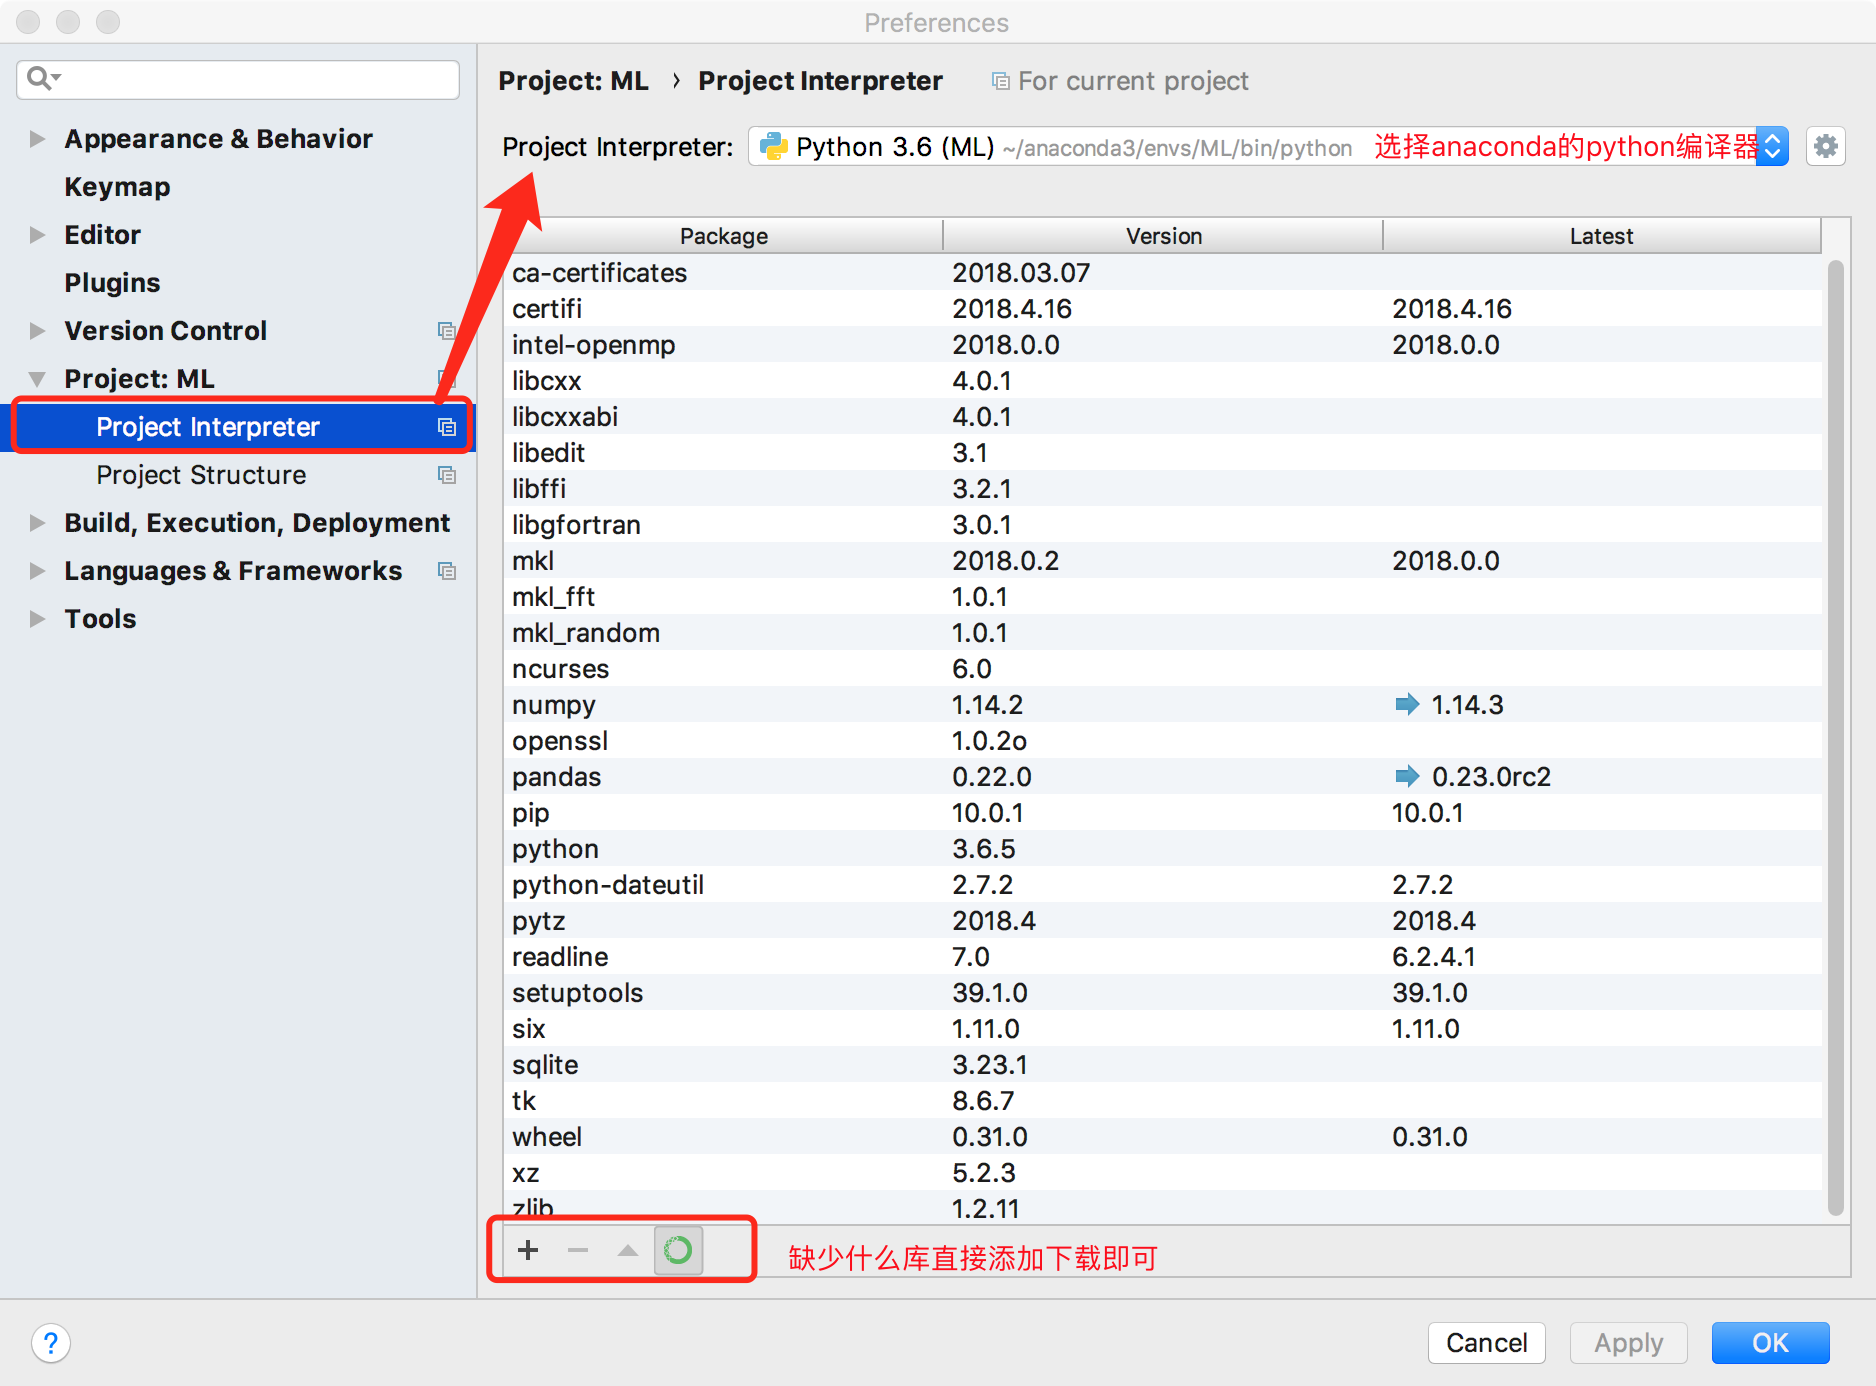 Preferences
Project: ML › Project Interpreter For current project
Project Interpreter: Python 3.6 (ML) ~/anaconda3/envs/ML/bin/python 选择anaconda的python编译器
Appearance & Behavior
Keymap
Editor
Plugins
Version Control
Project: ML
Project Interpreter
Project Structure
Build, Execution, Deployment
Languages & Frameworks
Tools
Package Version Latest
ca-certificates 2018.03.07
certifi 2018.4.16 2018.4.16
intel-openmp 2018.0.0 2018.0.0
libcxx 4.0.1
libcxxabi 4.0.1
libedit 3.1
libffi 3.2.1
libgfortran 3.0.1
mkl 2018.0.2 2018.0.0
mkl_fft 1.0.1
mkl_random 1.0.1
ncurses 6.0
numpy 1.14.2 1.14.3
openssl 1.0.2o
pandas 0.22.0 0.23.0rc2
pip 10.0.1 10.0.1
python 3.6.5
python-dateutil 2.7.2 2.7.2
pytz 2018.4 2018.4
readline 7.0 6.2.4.1
setuptools 39.1.0 39.1.0
six 1.11.0 1.11.0
sqlite 3.23.1
tk 8.6.7
wheel 0.31.0 0.31.0
xz 5.2.3
zlib 1.2.11
缺少什么库直接添加下载即可
? Cancel Apply OK